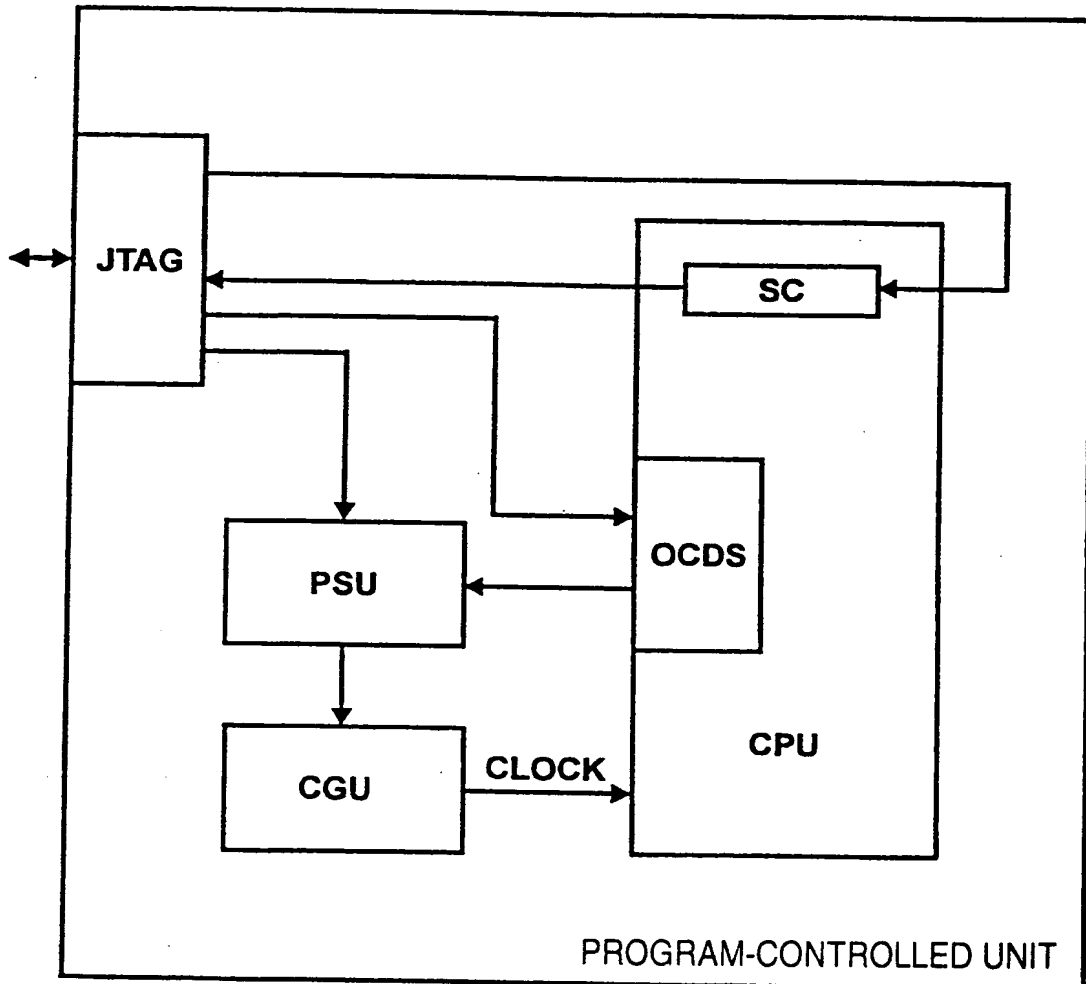 JTAG
SC
OCDS
PSU
CPU
CGU
CLOCK
PROGRAM-CONTROLLED UNIT